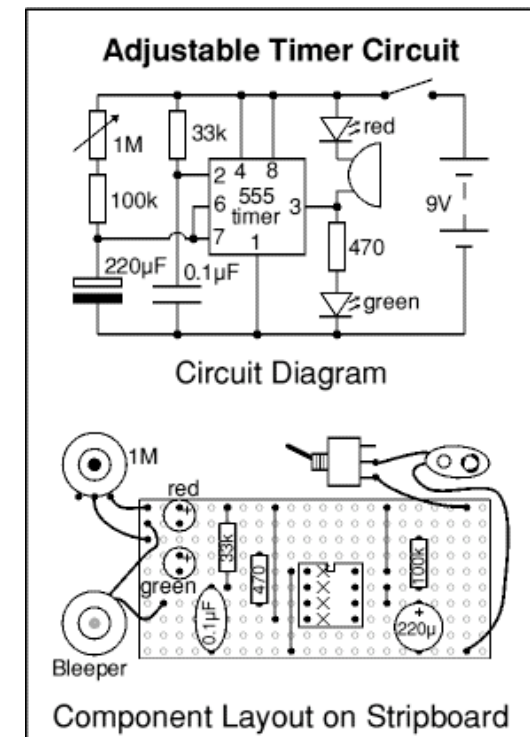 Adjustable Timer Circuit
1M
33k
red
2 4 8
100k
6
555
timer
3
9V
7
1
470
220µF
0.1µF
green
Circuit Diagram
1M
red
+
33k
470
100k
+
green
0.1µF
+
220µ
Bleeper
Component Layout on Stripboard